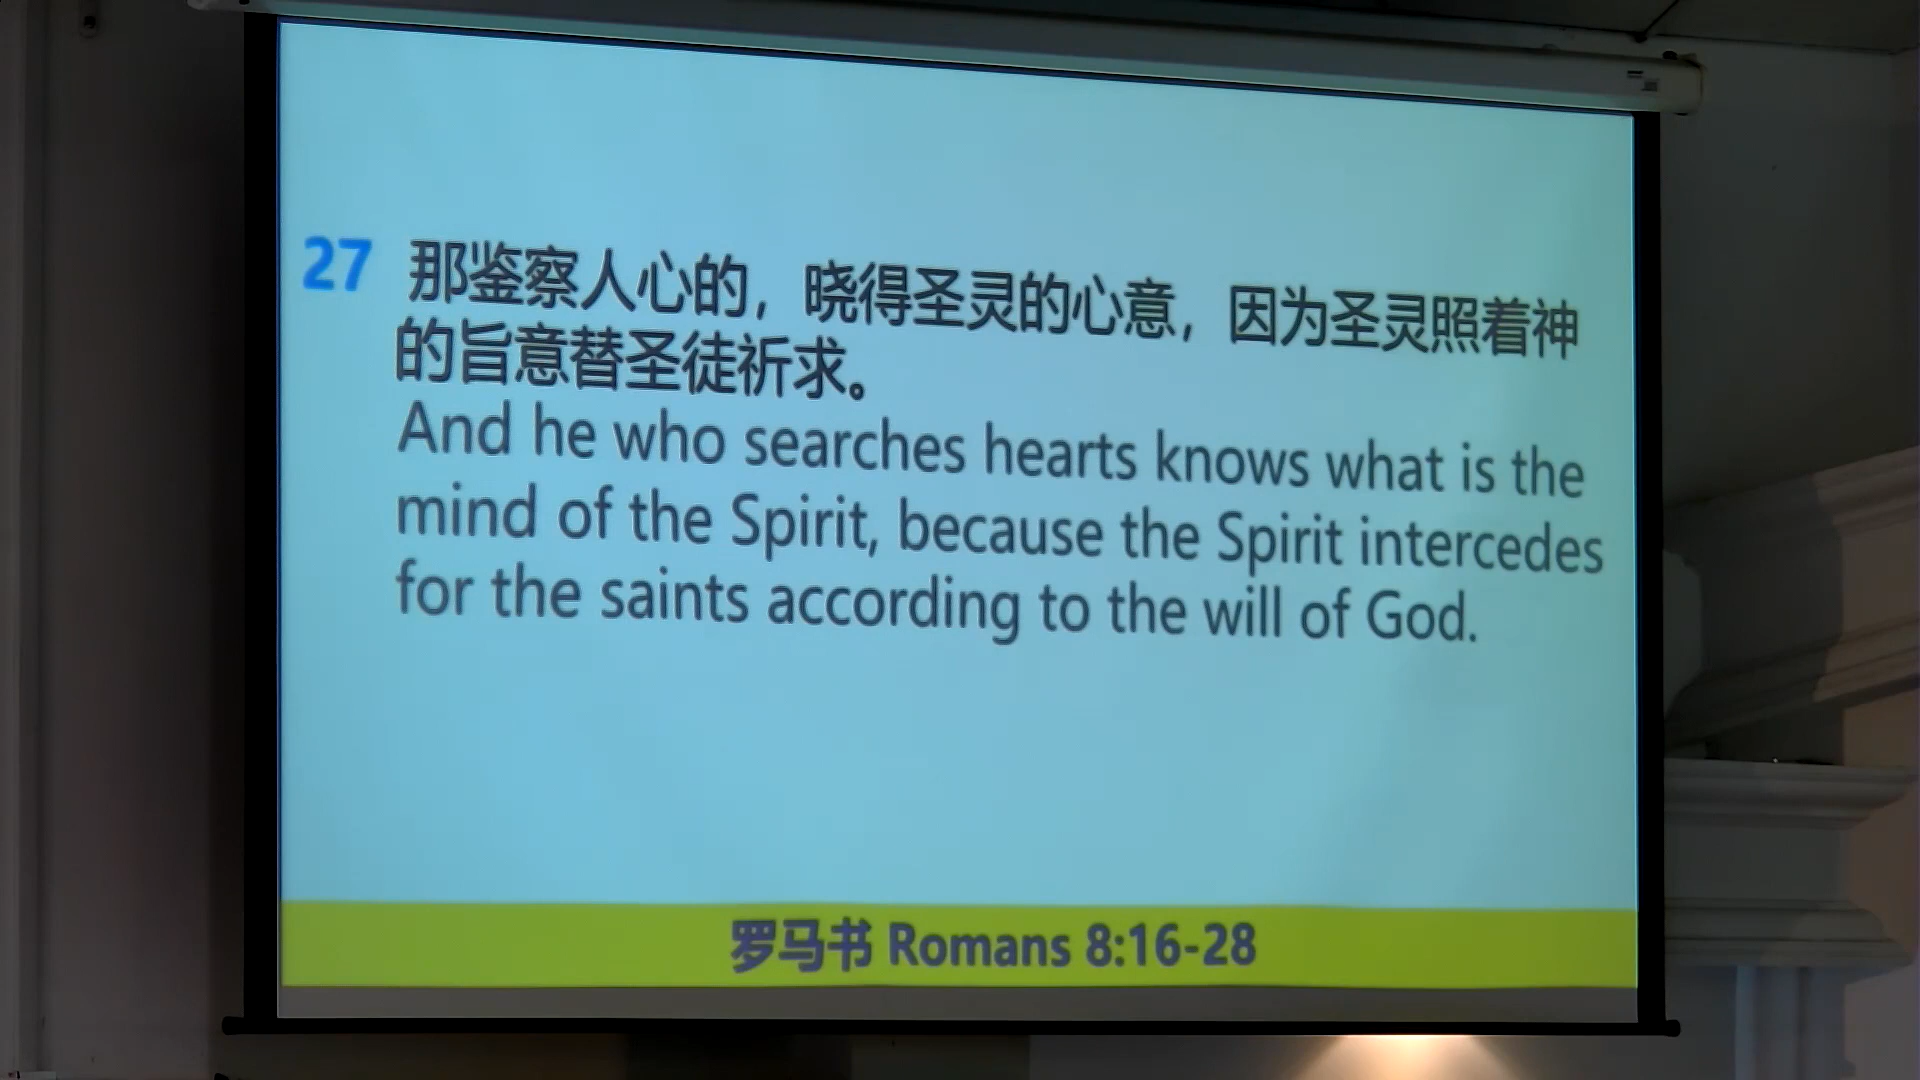 27 那鉴察人心的，晓得圣灵的心意，因为圣灵照着神
的旨意替圣徒祈求。
And he who searches hearts knows what is the
mind of the Spirit, because the Spirit intercedes
for the saints according to the will of God.
罗马书 Romans 8:16-28